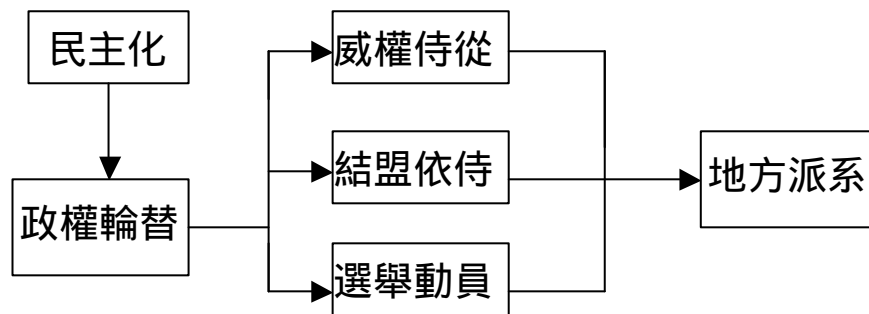 民主化
政權輪替
威權侍從
結盟依侍
選舉動員
地方派系